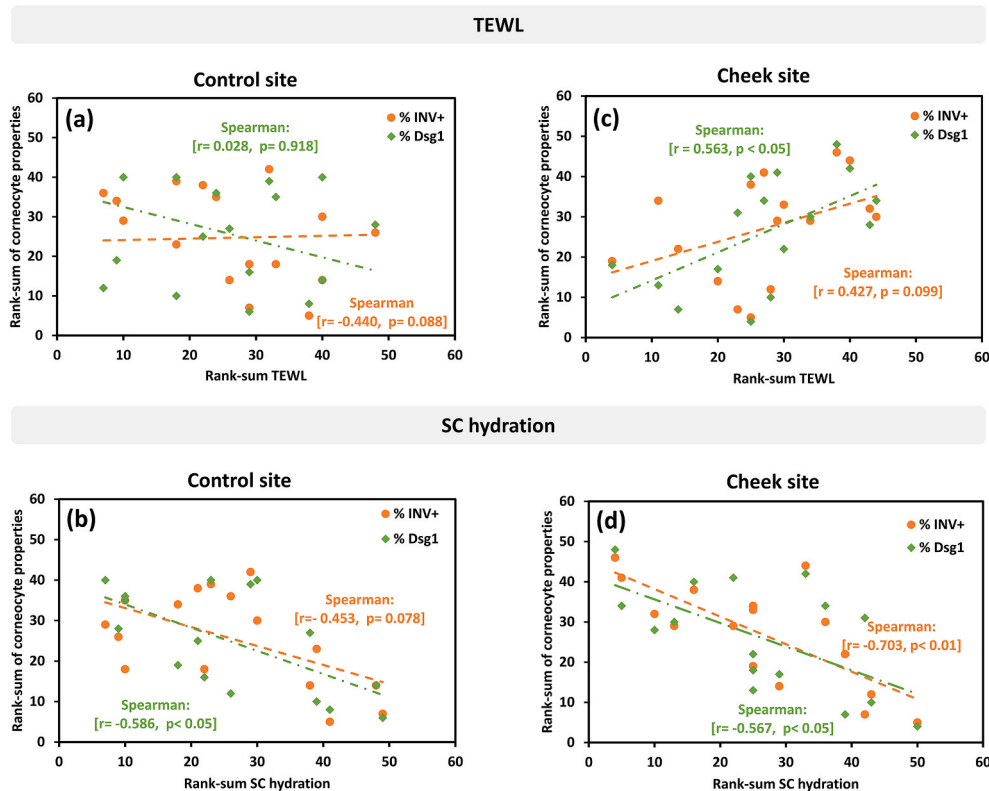 TEWL
Control site
Rank-sum of corneocyte properties
60
50
40
30
20
10
0
(a)
Spearman:
[r= 0.028, p= 0.918]
% INV+
% Dsg1
Spearman
[r= -0.440, p= 0.088]
0 10 20 30 40 50 60
Rank-sum TEWL
Cheek site
Rank-sum of corneocyte properties
60
50
40
30
20
10
0
(c)
Spearman:
[r = 0.563, p < 0.05]
% INV+
% Dsg1
Spearman:
[r = 0.427, p = 0.099]
0 10 20 30 40 50 60
Rank-sum TEWL
SC hydration
Control site
Rank-sum of corneocyte properties
60
50
40
30
20
10
0
(b)
% INV+
% Dsg1
Spearman:
[r=- 0.453, p= 0.078]
Spearman:
[r= -0.586, p< 0.05]
0 10 20 30 40 50 60
Rank-sum SC hydration
Cheek site
Rank-sum of corneocyte properties
60
50
40
30
20
10
0
(d)
% INV+
% Dsg1
Spearman:
[r= -0.703, p< 0.01]
Spearman:
[r= -0.567, p< 0.05]
0 10 20 30 40 50 60
Rank-sum SC hydration